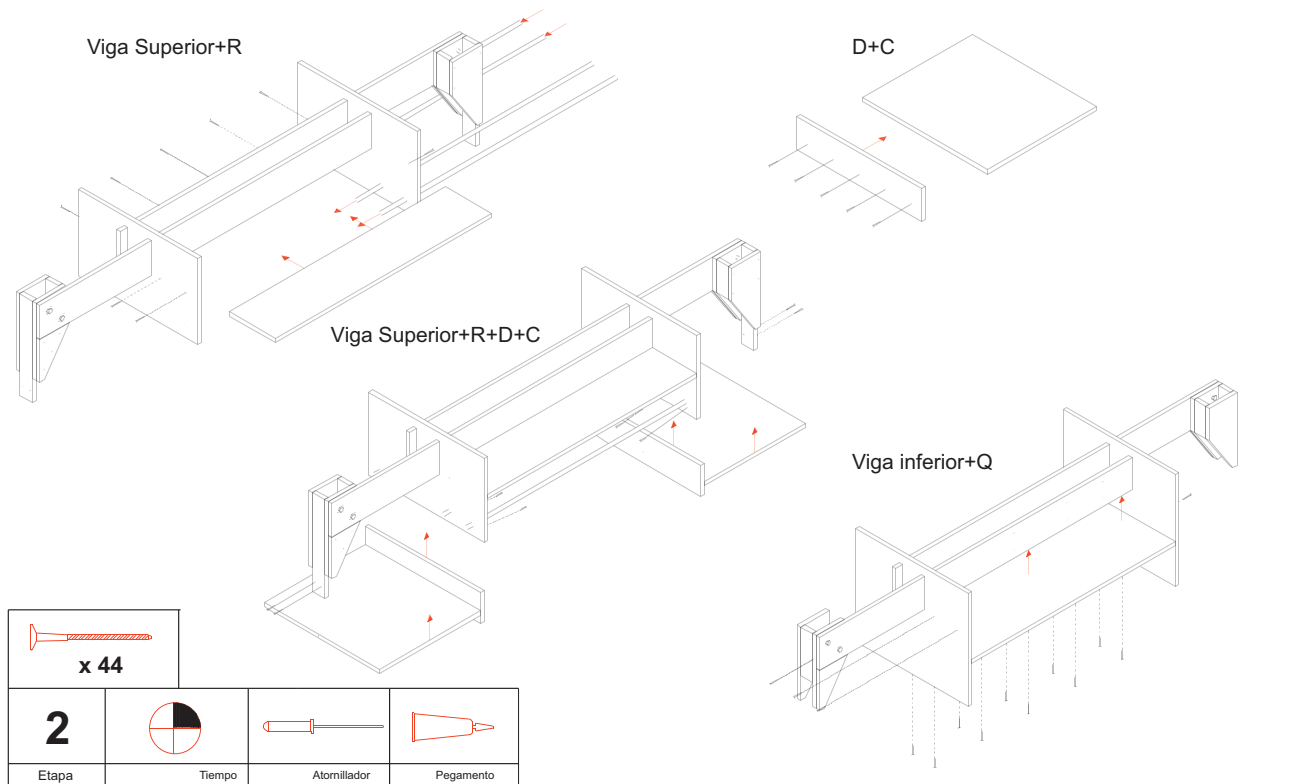 Viga Superior+R
D+C
Viga Superior+R+D+C
Viga inferior+Q
x 44
2
Etapa
Tiempo
Atornillador
Pegamento